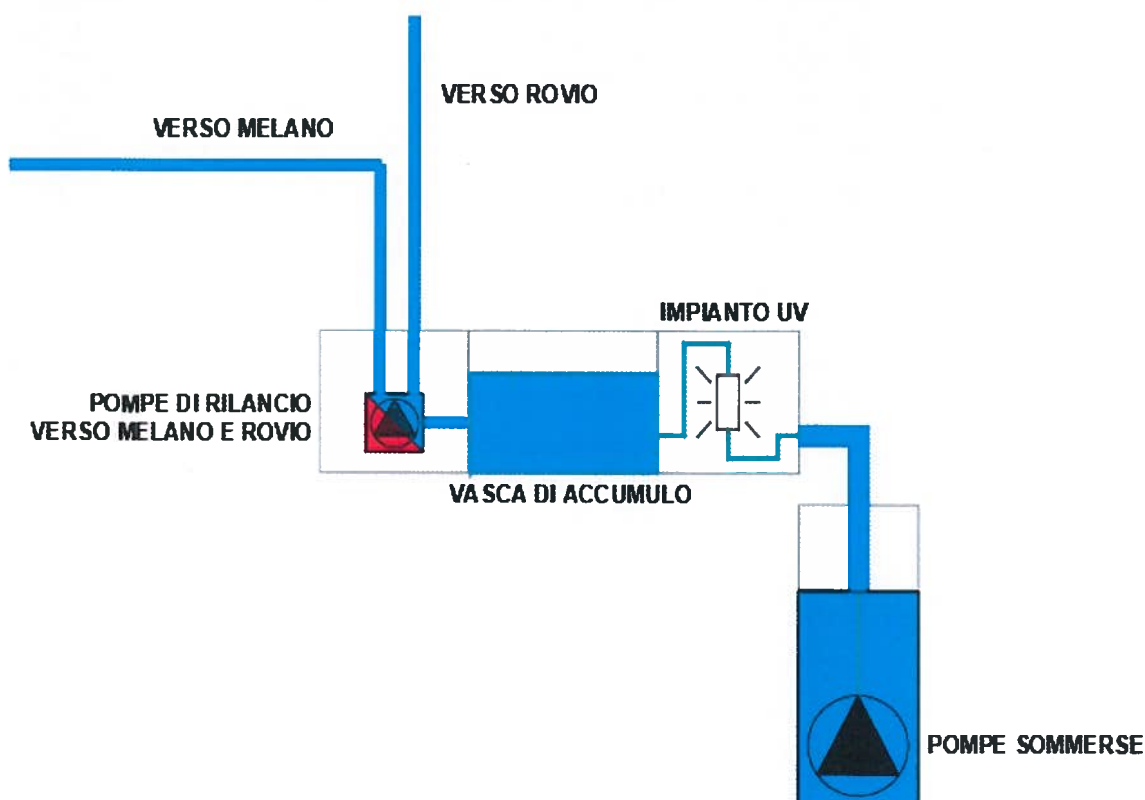 VERSO ROVIO
VERSO MELANO
IMPIANTO UV
POMPE DI RILANCIO
VERSO MELANO E ROVIO
VASCA DI ACCUMULO
POMPE SOMMERSE